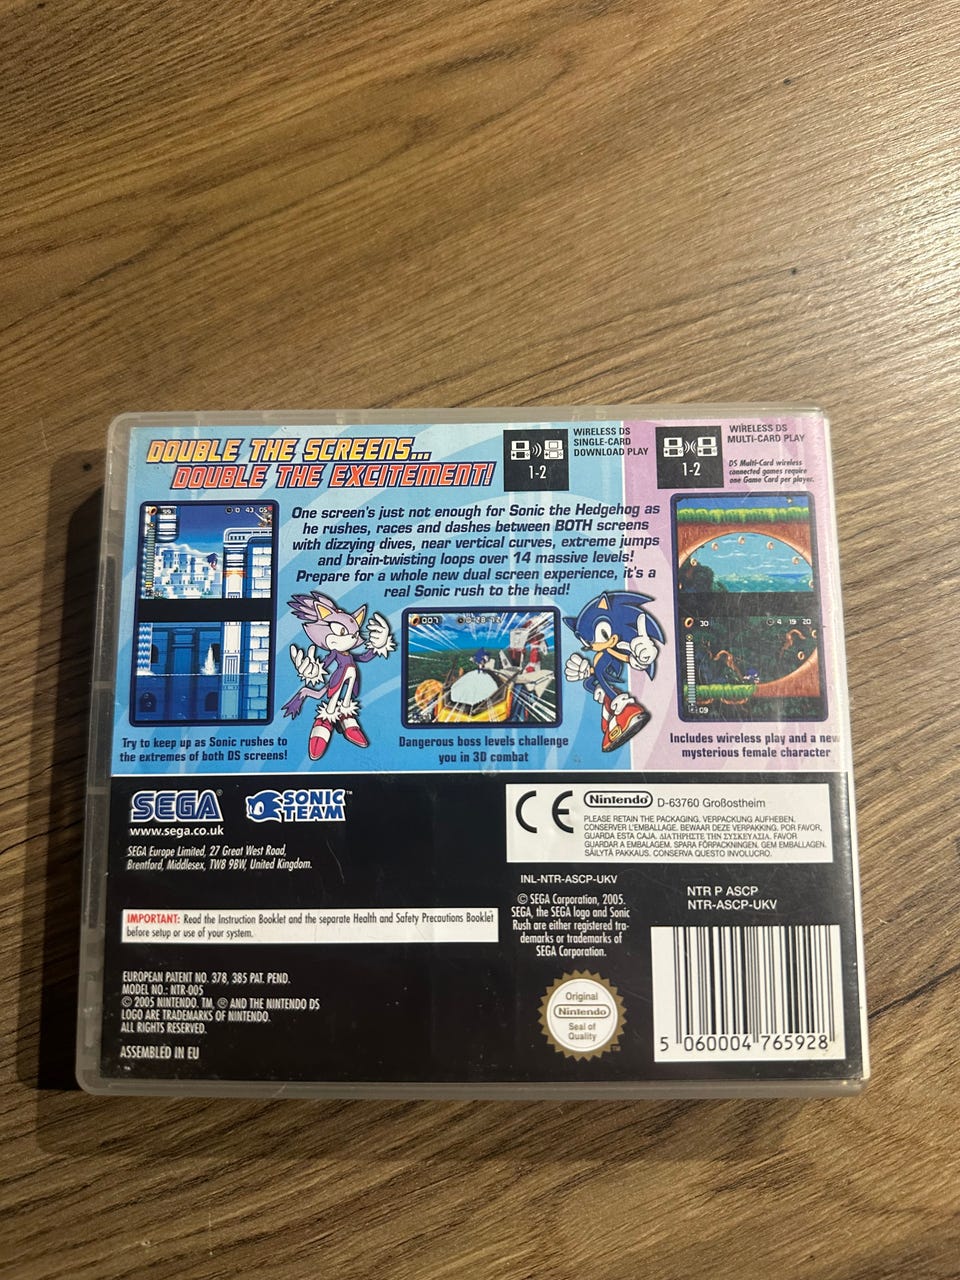 DOUBLE THE SCREENS...
DOUBLE THE EXCITEMENT!
WIRELESS DS
SINGLE-CARD
DOWNLOAD PLAY
1-2
WIRELESS DS
MULTI-CARD PLAY
1-2
DS Multi-Card wireless
connected games require
one Game Card per player.
One screen's just not enough for Sonic the Hedgehog as
he rushes, races and dashes between BOTH screens
with dizzying dives, near vertical curves, extreme jumps
and brain-twisting loops over 14 massive levels!
Prepare for a whole new dual screen experience, it's a
real Sonic rush to the head!
Try to keep up as Sonic rushes to
the extremes of both DS screens!
007
Dangerous boss levels challenge
you in 3D combat
30
4 19 20
09
Includes wireless play and a new
mysterious female character
SEGA®
SONIC
TEAM™
www.sega.co.uk
SEGA Europe Limited, 27 Great West Road,
Brentford, Middlesex, TW8 9BW, United Kingdom.
CE
Nintendo D-63760 Großostheim
PLEASE RETAIN THE PACKAGING. VERPACKUNG AUFHEBEN.
CONSERVER L'EMBALLAGE. BEWAAR DEZE VERPAKKING. POR FAVOR,
GUARDA ESTA CAJA. ΔΙΑΤΗΡΗΣΤΕ ΤΗΝ ΣΥΣΚΕΥΑΣΙΑ. FAVOR
GUARDAR A EMBALAGEM. SPARA FÖRPACKNINGEN. GEM EMBALLAGEN.
SÄILYTÄ PAKKAUS. CONSERVA QUESTO INVOLUCRO.
INL-NTR-ASCP-UKV
© SEGA Corporation, 2005.
SEGA, the SEGA logo and Sonic
Rush are either registered tra-
demarks or trademarks of
SEGA Corporation.
NTR P ASCP
NTR-ASCP-UKV
IMPORTANT: Read the Instruction Booklet and the separate Health and Safety Precautions Booklet
before setup or use of your system.
EUROPEAN PATENT NO. 378, 385 PAT. PEND.
MODEL NO.: NTR-005
© 2005 NINTENDO. TM, ® AND THE NINTENDO DS
LOGO ARE TRADEMARKS OF NINTENDO.
ALL RIGHTS RESERVED.
ASSEMBLED IN EU
Original
Nintendo
Seal of
Quality
TM
5 060004 765928